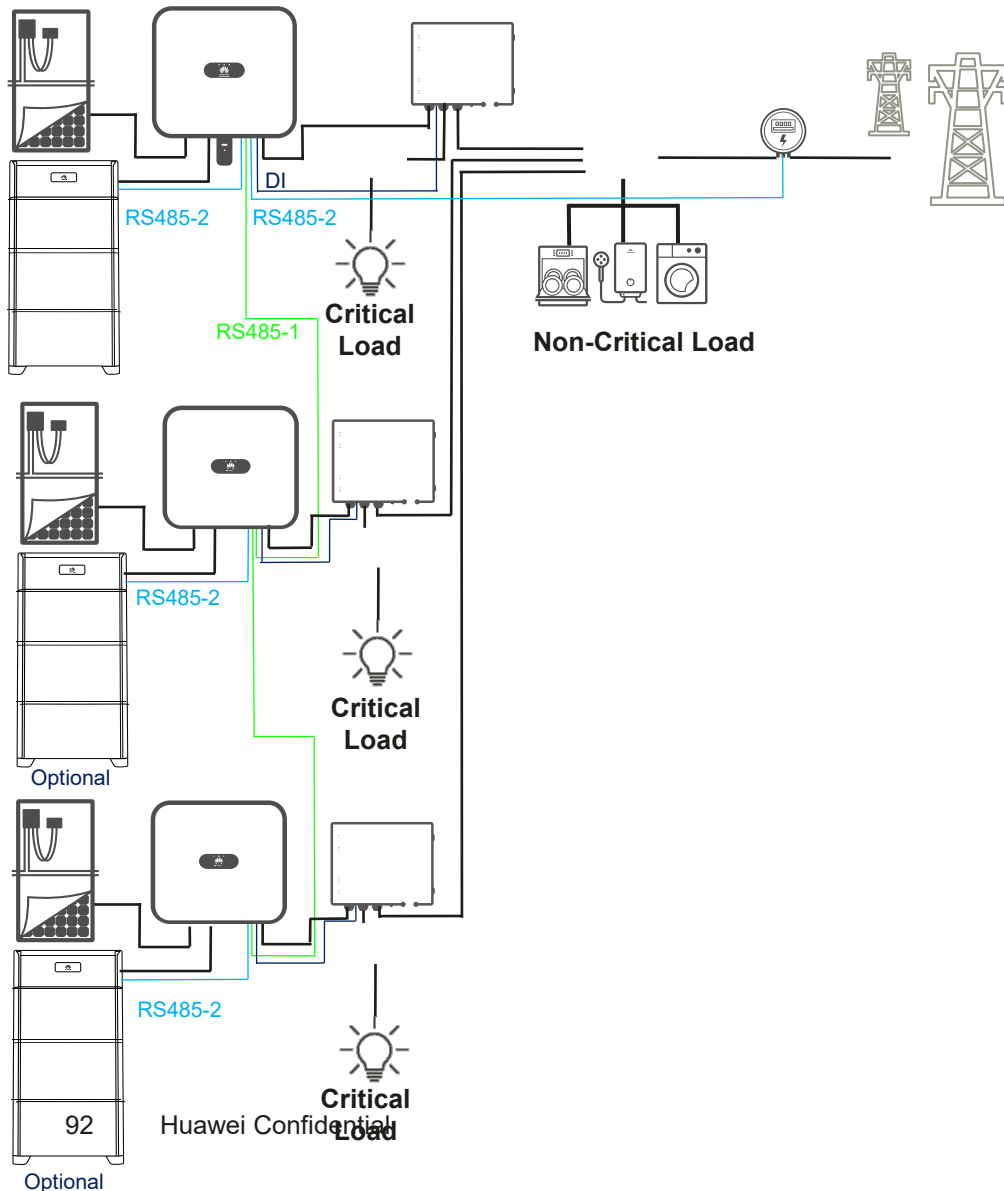 DI
RS485-2
RS485-2
Critical
Load
RS485-1
Non-Critical Load
RS485-2
Critical
Load
Optional
RS485-2
Critical
Load
92
Huawei Confidential
Optional